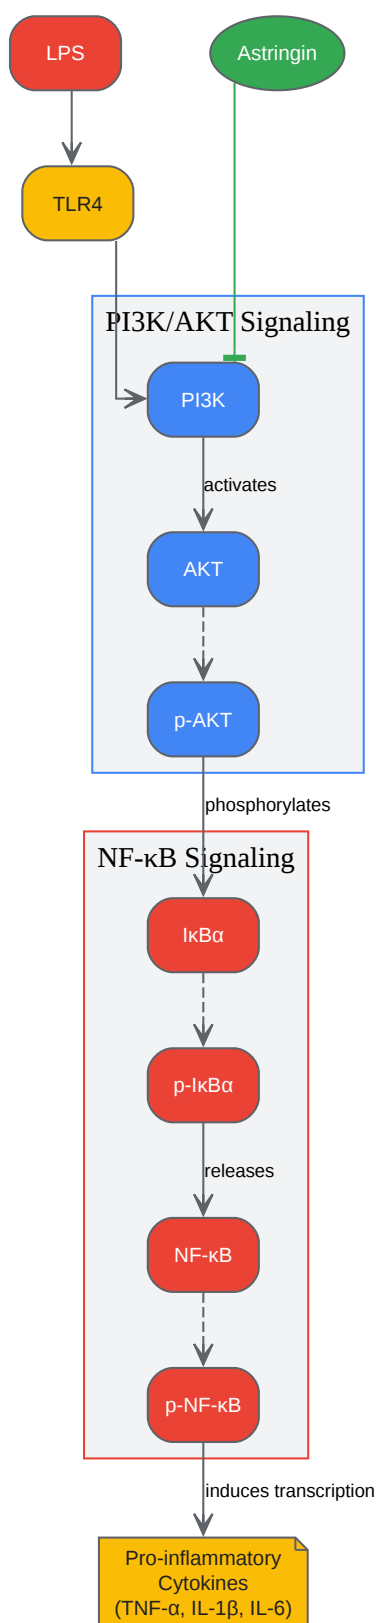 LPS
Astringin
TLR4
PI3K/AKT Signaling
PI3K
activates
AKT
p-AKT
phosphorylates
NF-κB Signaling
IκBα
p-IκBα
releases
NF-κB
p-NF-κB
induces transcription
Pro-inflammatory
Cytokines
(TNF-α, IL-1β, IL-6)